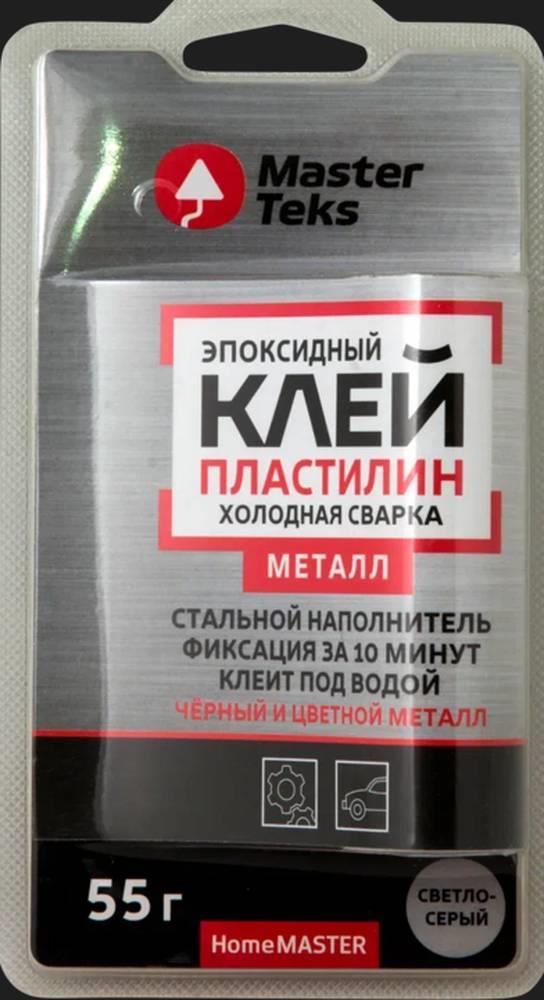 Master
Teks
ЭПОКСИДНЫЙ
КЛЕЙ
ПЛАСТИЛИН
ХОЛОДНАЯ СВАРКА
МЕТАЛЛ
СТАЛЬНОЙ НАПОЛНИТЕЛЬ
ФИКСАЦИЯ ЗА 10 МИНУТ
КЛЕИТ ПОД ВОДОЙ
ЧЁРНЫЙ И ЦВЕТНОЙ МЕТАЛЛ
55 г
СВЕТЛО-
СЕРЫЙ
HomeMASTER